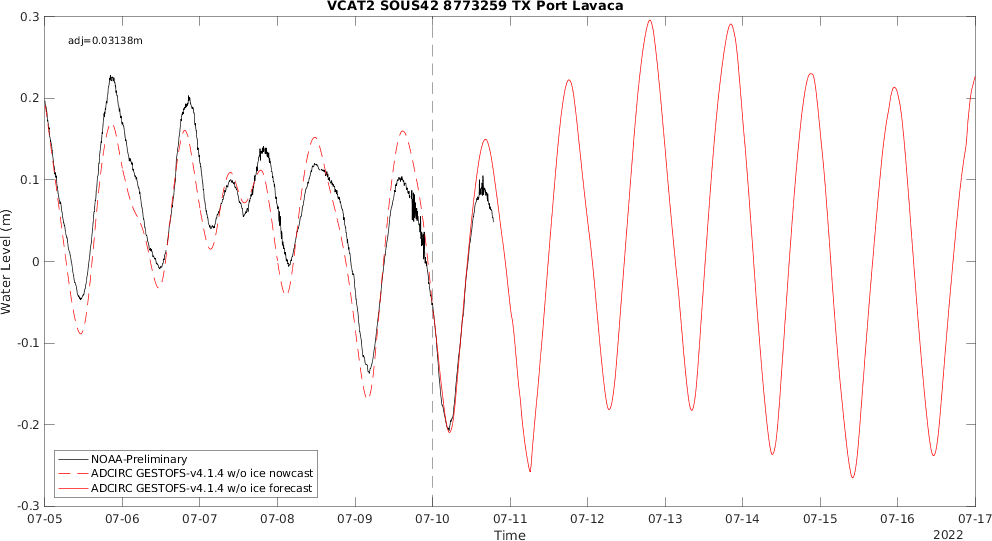 VCAT2 SOUS42 8773259 TX Port Lavaca
adj=0.03138m
0.3
0.2
0.1
0
-0.1
-0.2
-0.3
Water Level (m)
NOAA-Preliminary
ADCIRC GESTOFS-v4.1.4 w/o ice nowcast
ADCIRC GESTOFS-v4.1.4 w/o ice forecast
07-05 07-06 07-07 07-08 07-09 07-10 07-11 07-12 07-13 07-14 07-15 07-16 07-17
Time
2022